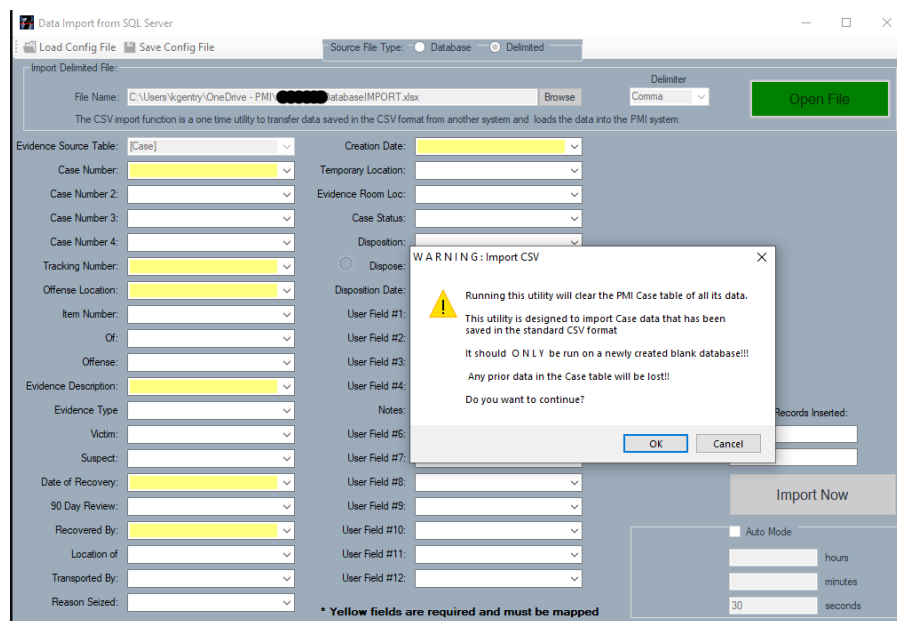 Data Import from SQL Server
Load Config File Save Config File Source File Type: Database Delimited
Import Delimited File:
Delimiter
File Name: C:\Users\kgentry\OneDrive - PMI\ atabaseIMPORT.xlsx Browse Comma Open File
The CSV import function is a one time utility to transfer data saved in the CSV format from another system and loads the data into the PMI system.
Evidence Source Table: [Case] Creation Date:
Case Number: Temporary Location:
Case Number 2: Evidence Room Loc:
Case Number 3: Case Status:
Case Number 4: Disposition:
Tracking Number: Dispose:
Offense Location: Disposition Date:
Item Number: User Field #1:
Of: User Field #2:
Offense: User Field #3:
Evidence Description: User Field #4:
Evidence Type Notes:
Victim: User Field #6:
Suspect: User Field #7:
Date of Recovery: User Field #8:
90 Day Review: User Field #9:
Recovered By: User Field #10:
Location of User Field #11:
Transported By: User Field #12:
Reason Seized:
* Yellow fields are required and must be mapped
W A R N I N G : Import CSV
Running this utility will clear the PMI Case table of all its data.
This utility is designed to import Case data that has been
saved in the standard CSV format
It should O N L Y be run on a newly created blank database!!!
Any prior data in the Case table will be lost!!
Do you want to continue?
OK Cancel
Records Inserted:
Import Now
Auto Mode
hours
minutes
30 seconds